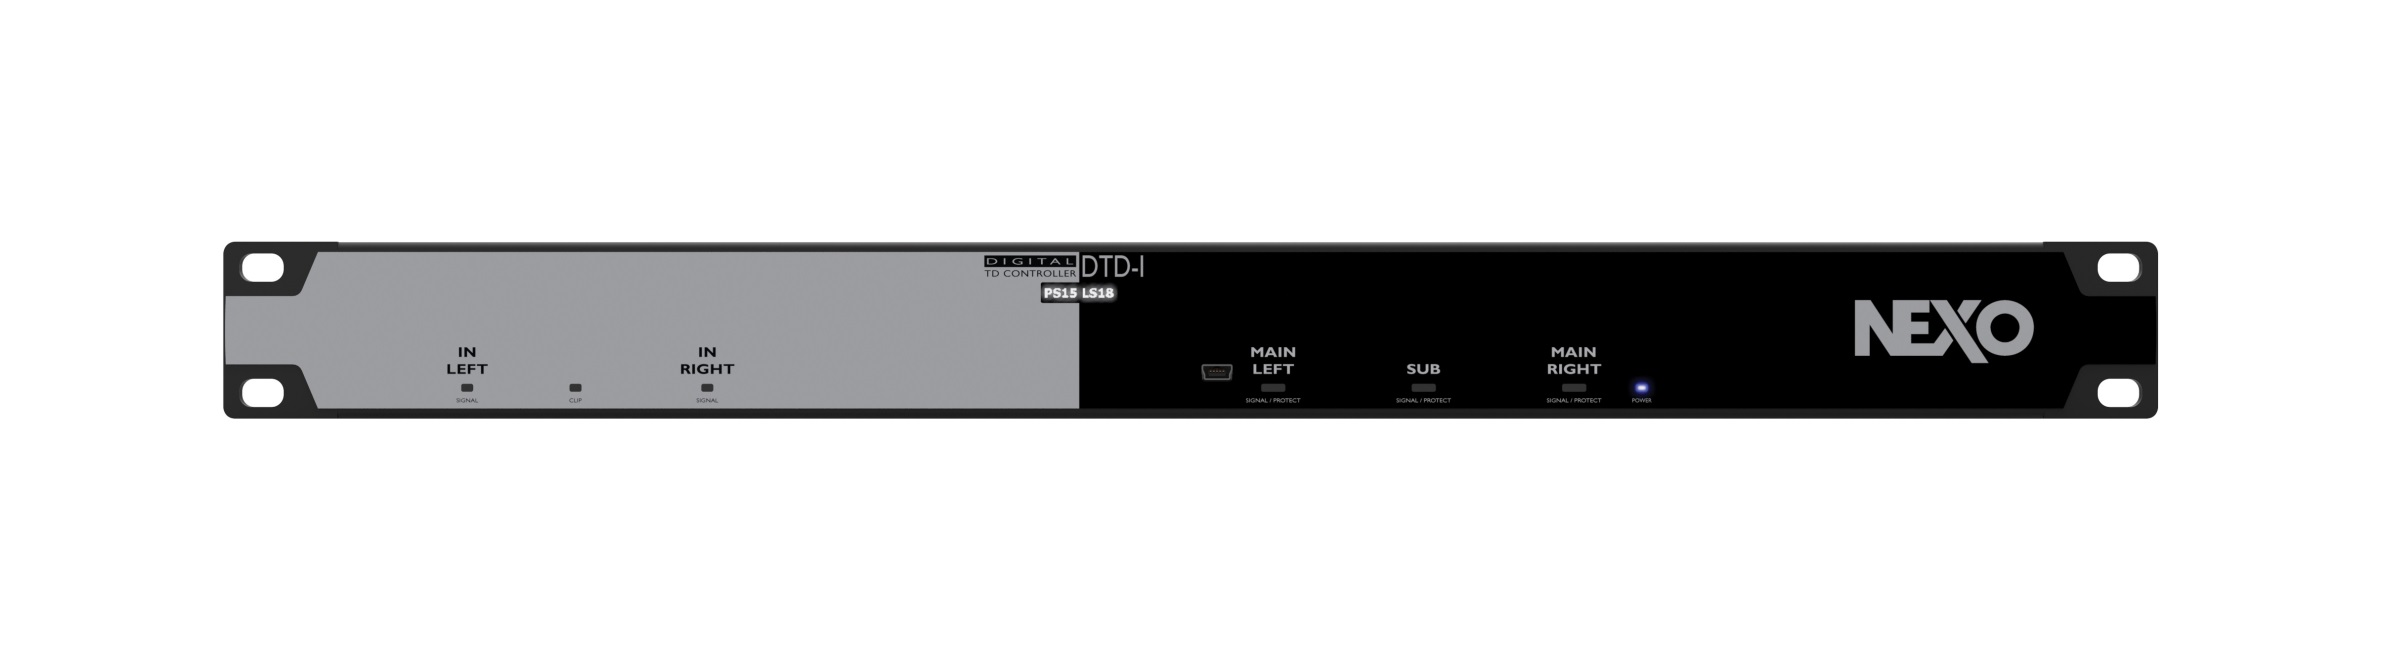 DIGITAL
TD CONTROLLER
DTD-I
PS15 LS18
NEXO
IN
LEFT
SIGNAL
CLIP
IN
RIGHT
SIGNAL
MAIN
LEFT
SIGNAL / PROTECT
SUB
SIGNAL / PROTECT
MAIN
RIGHT
SIGNAL / PROTECT
POWER